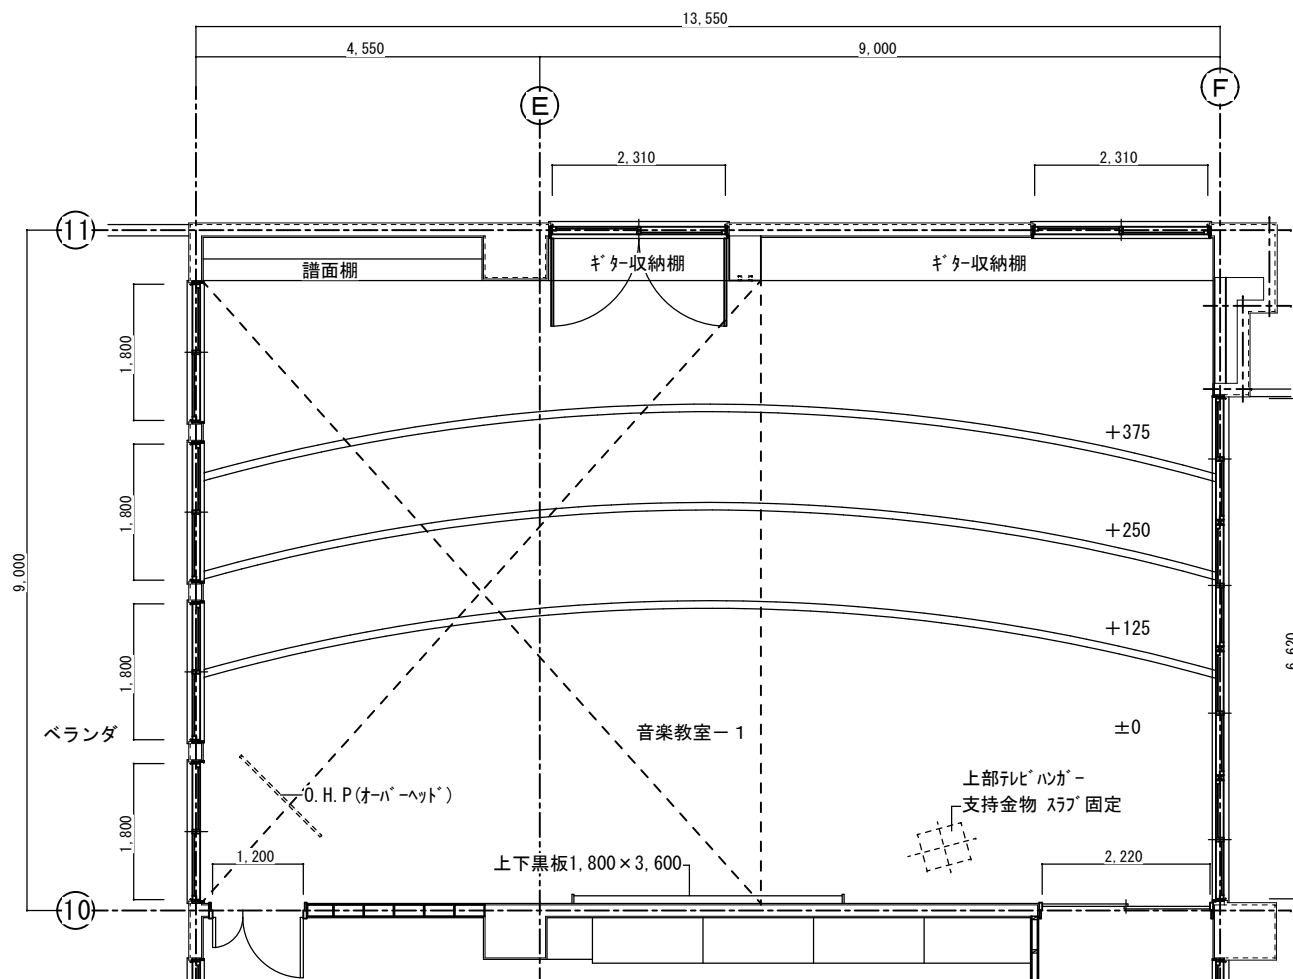 13,550
4,550
9,000
E
F
2,310
2,310
11
譜面棚
ｷﾞﾀｰ収納棚
ｷﾞﾀｰ収納棚
1,800
+375
1,800
+250
9,000
+125
6,620
1,800
ベランダ
音楽教室－１
±0
O.H.P(ｵｰﾊﾞｰﾍｯﾄﾞ)
上部ﾃﾚﾋﾞﾊﾝｶﾞｰ
支持金物 ｽﾗﾌﾞ固定
1,800
1,200
上下黒板1,800×3,600
2,220
10